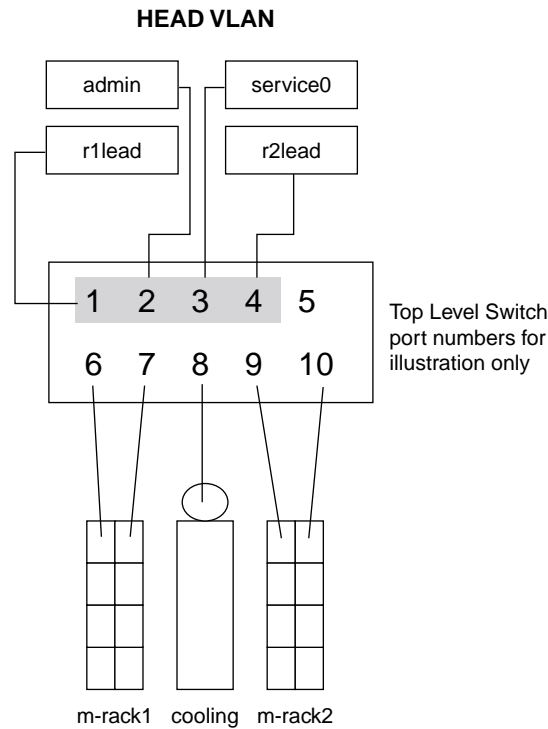 HEAD VLAN
admin
service0
r1lead
r2lead
1 2 3 4 5
6 7 8 9 10
Top Level Switch
port numbers for
illustration only
m-rack1 cooling m-rack2